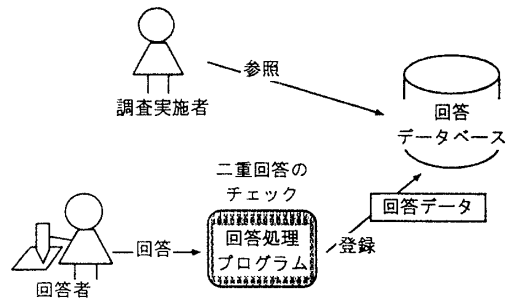 参照
調査実施者
回答
データベース
二重回答の
チェック
回答データ
回答
回答処理
プログラム
登録
回答者